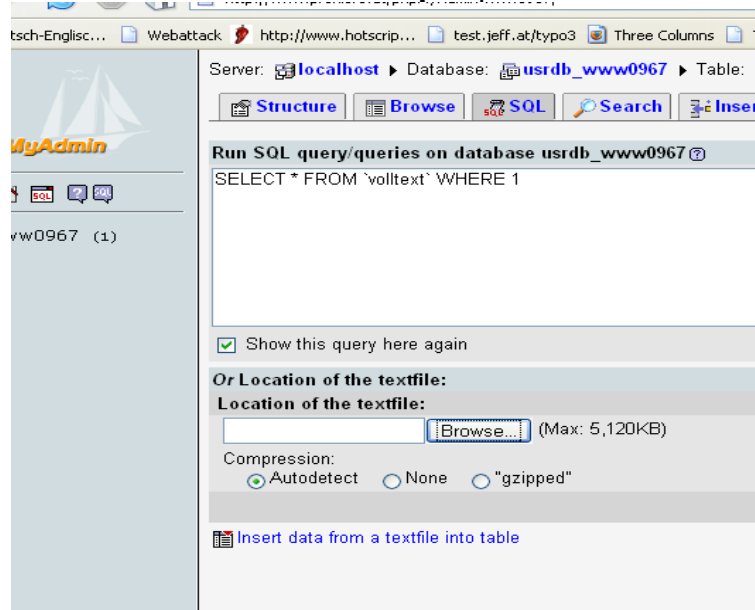 tsch-Englisc... Webattack http://www.hotscrip... test.jeff.at/typo3 Three Columns
Server: localhost Database: usrdb_www0967 Table:
Structure Browse SQL Search Inser
MyAdmin
Run SQL query/queries on database usrdb_www0967
SELECT * FROM `volltext` WHERE 1
SQL SQL
ww0967 (1)
Show this query here again
Or Location of the textfile:
Location of the textfile:
Browse... (Max: 5,120KB)
Compression:
Autodetect None "gzipped"
Insert data from a textfile into table